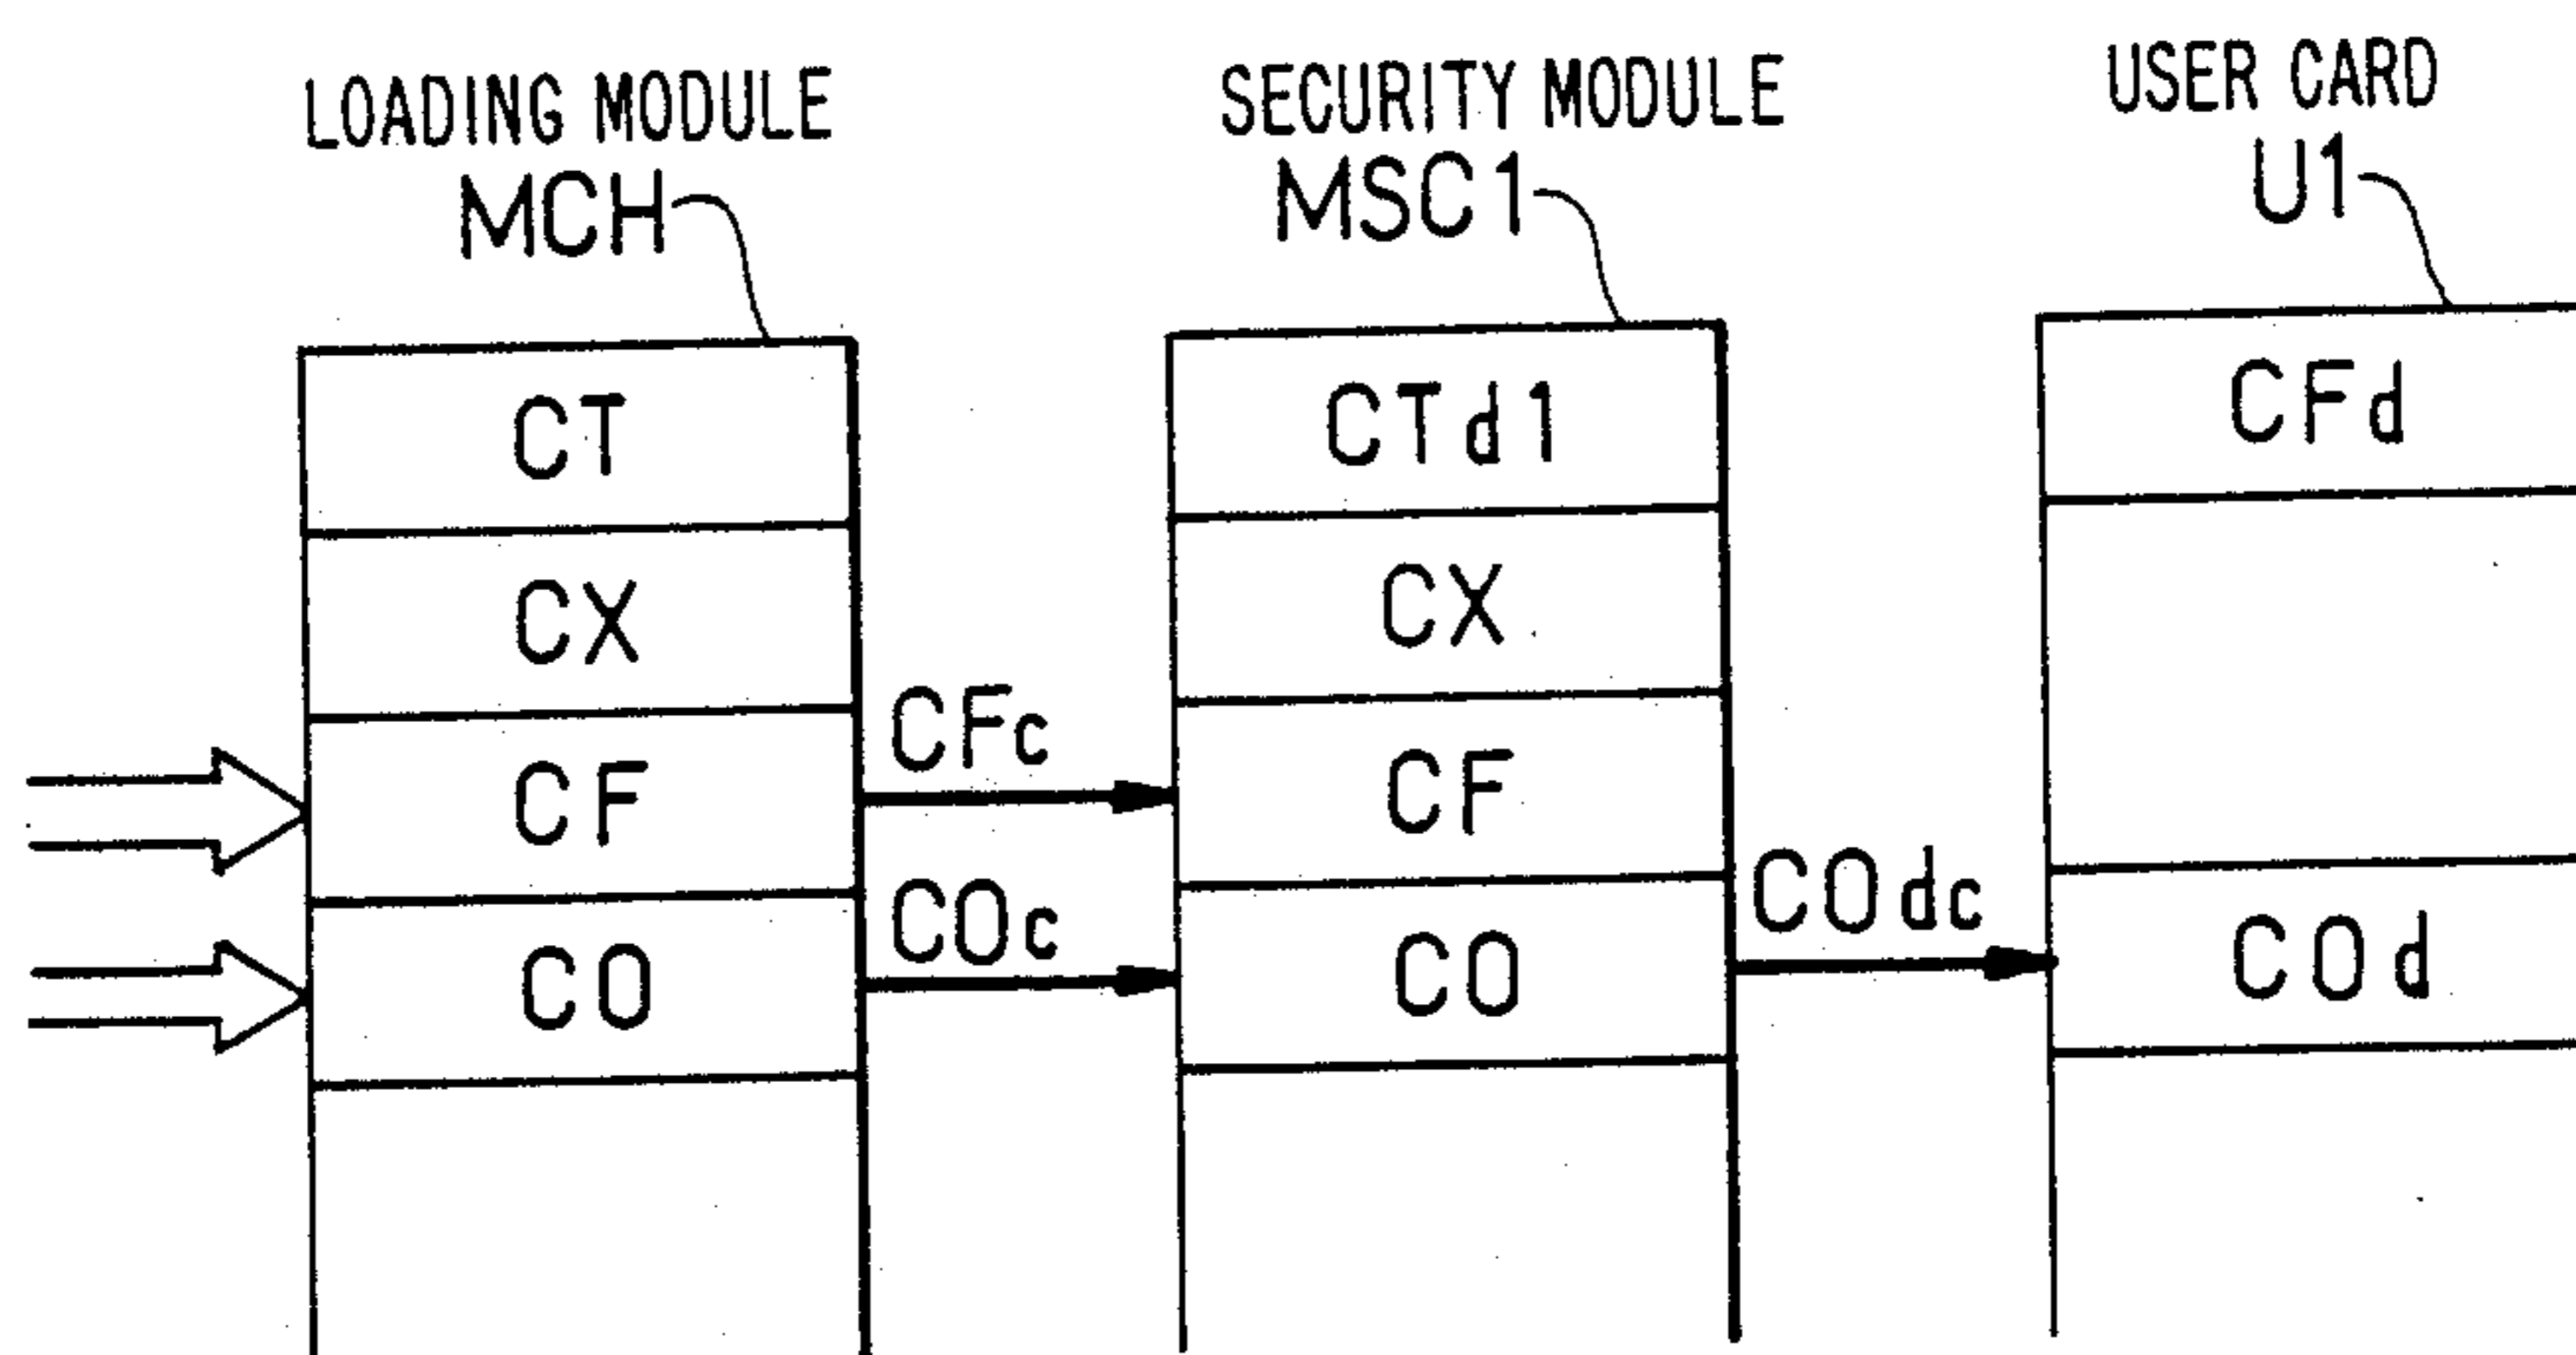 LOADING MODULE
MCH
SECURITY MODULE
MSC1
USER CARD
U1
CT
CTd1
CFd
CX
CX
CFc
CF
CF
COc
COdc
CO
CO
COd